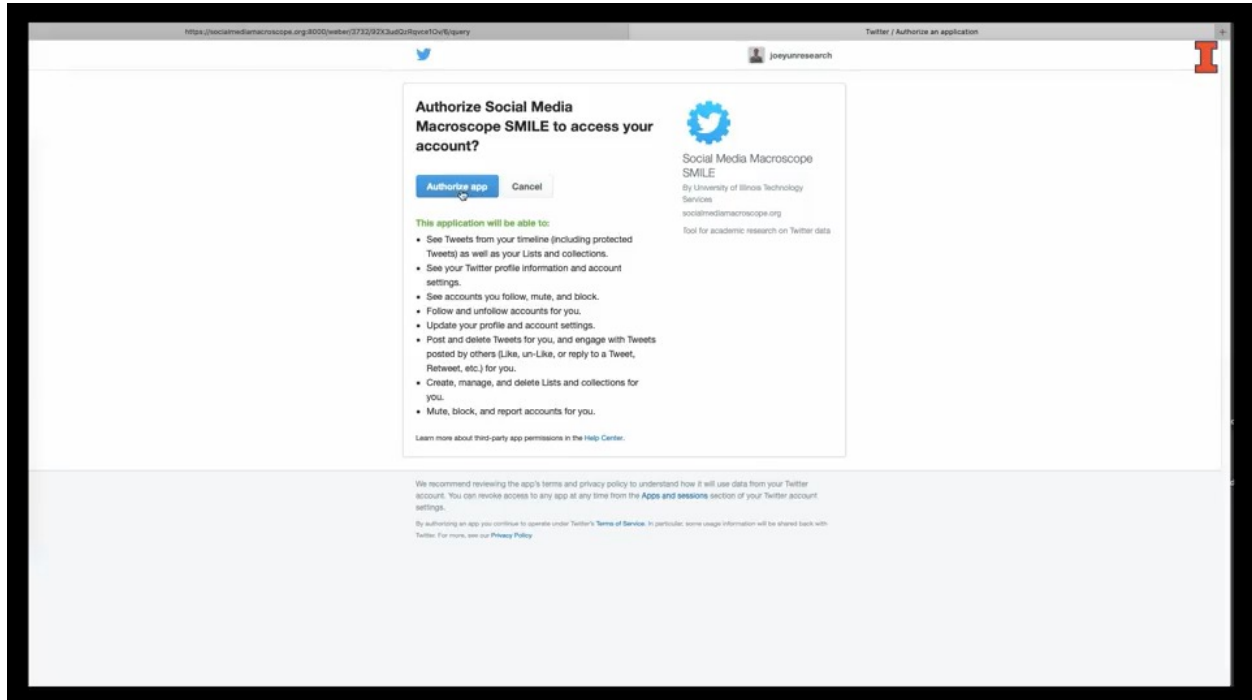 https://socialmediamacroscope.org:8000/weber/3732/92X3udQzRqvce1Ov/6/query
Twitter / Authorize an application
joeyunresearch
Authorize Social Media
Macroscope SMILE to access your
account?
Authorize app
Cancel
This application will be able to:
• See Tweets from your timeline (including protected
Tweets) as well as your Lists and collections.
• See your Twitter profile information and account
settings.
• See accounts you follow, mute, and block.
• Follow and unfollow accounts for you.
• Update your profile and account settings.
• Post and delete Tweets for you, and engage with Tweets
posted by others (Like, un-Like, or reply to a Tweet,
Retweet, etc.) for you.
• Create, manage, and delete Lists and collections for
you.
• Mute, block, and report accounts for you.
Learn more about third-party app permissions in the Help Center.
Social Media Macroscope
SMILE
By University of Illinois Technology
Services
socialmediamacroscope.org
Tool for academic research on Twitter data
We recommend reviewing the app's terms and privacy policy to understand how it will use data from your Twitter
account. You can revoke access to any app at any time from the Apps and sessions section of your Twitter account
settings.
By authorizing an app you continue to operate under Twitter's Terms of Service. In particular, some usage information will be shared back with
Twitter. For more, see our Privacy Policy.